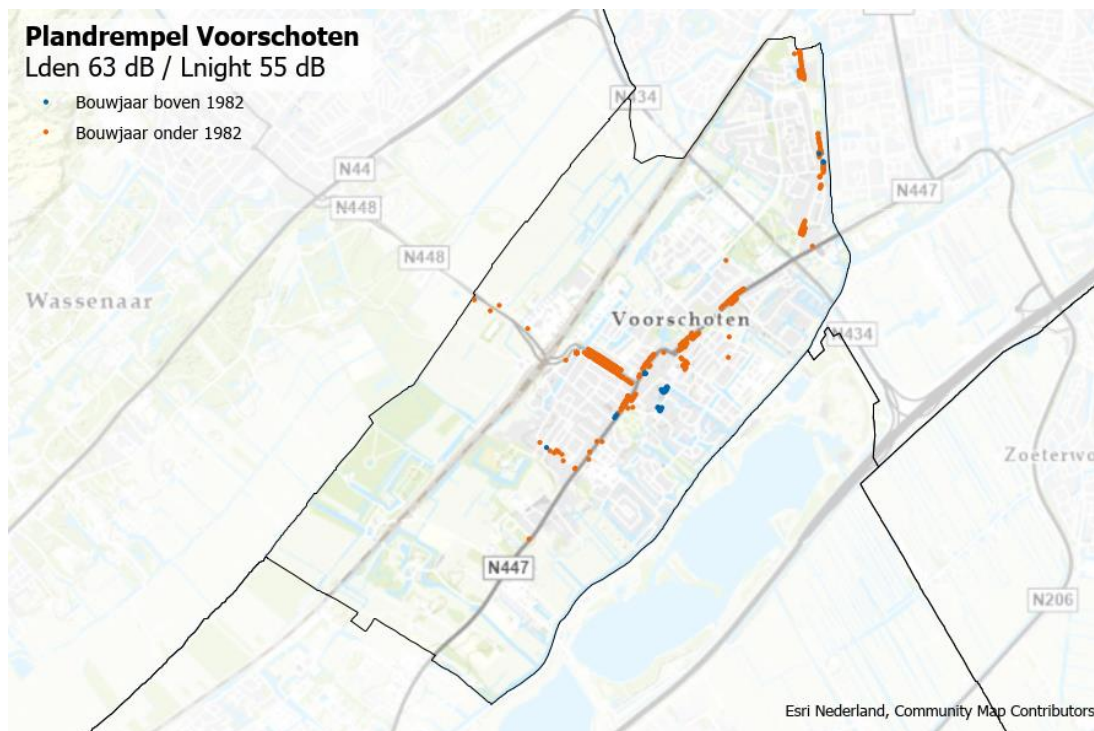 Plandrempel Voorschoten
Lden 63 dB / Lnight 55 dB
Bouwjaar boven 1982
Bouwjaar onder 1982
N434
N44
N448
N447
N448
Wassenaar
Voorschoten
N434
Zoeterwo
N447
N206
Esri Nederland, Community Map Contributors